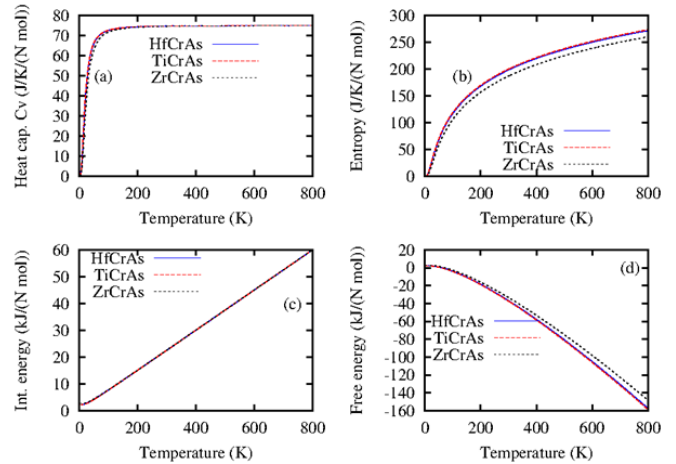 Heat cap. Cv (J/K/(N mol))
80
70
60
50
40
30
20
10
0
(a)
HfCrAs
TiCrAs
ZrCrAs
0 200 400 600 800
Temperature (K)
Entropy (J/K/(N mol))
300
250
200
150
100
50
0
(b)
HfCrAs
TiCrAs
ZrCrAs
0 200 400 600 800
Temperature (K)
Int. energy (kJ/(N mol))
60
50
40
30
20
10
0
HfCrAs
TiCrAs
ZrCrAs
(c)
0 200 400 600 800
Temperature (K)
Free energy (kJ/(N mol))
20
2
-20
-40
-60
-80
-100
-120
-140
-160
(d)
HfCrAs
TiCrAs
ZrCrAs
0 200 400 600 800
Temperature (K)